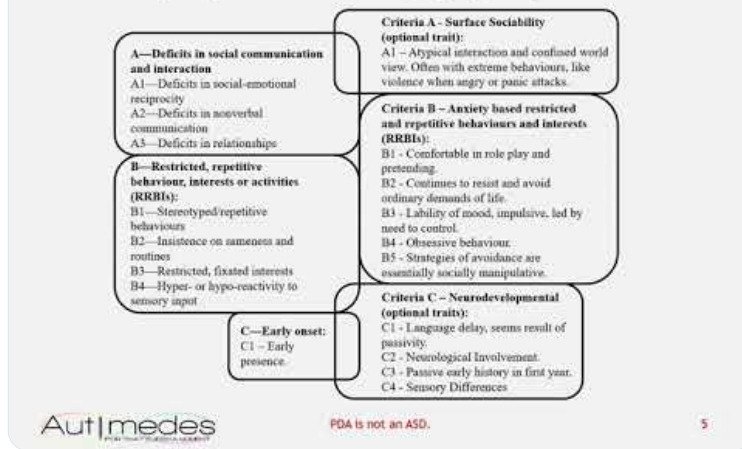 A—Deficits in social communication
and interaction
A1—Deficits in social-emotional
reciprocity
A2—Deficits in nonverbal
communication
A3—Deficits in relationships
B—Restricted, repetitive
behaviour, interests or activities
(RRBIs):
B1—Stereotyped/repetitive
behaviours
B2—Insistence on sameness and
routines
B3—Restricted, fixated interests
B4—Hyper- or hypo-reactivity to
sensory input
C—Early onset:
C1 – Early
presence.
Criteria A - Surface Sociability
(optional trait):
A1 – Atypical interaction and confused world
view. Often with extreme behaviours, like
violence when angry or panic attacks.
Criteria B – Anxiety based restricted
and repetitive behaviours and interests
(RRBIs):
B1 - Comfortable in role play and
pretending.
B2 - Continues to resist and avoid
ordinary demands of life.
B3 - Lability of mood, impulsive, led by
need to control.
B4 - Obsessive behaviour.
B5 - Strategies of avoidance are
essentially socially manipulative.
Criteria C – Neurodevelopmental
(optional traits):
C1 - Language delay, seems result of
passivity.
C2 - Neurological Involvement.
C3 - Passive early history in first year.
C4 - Sensory Differences
Aut|medes
PDA is not an ASD.
5